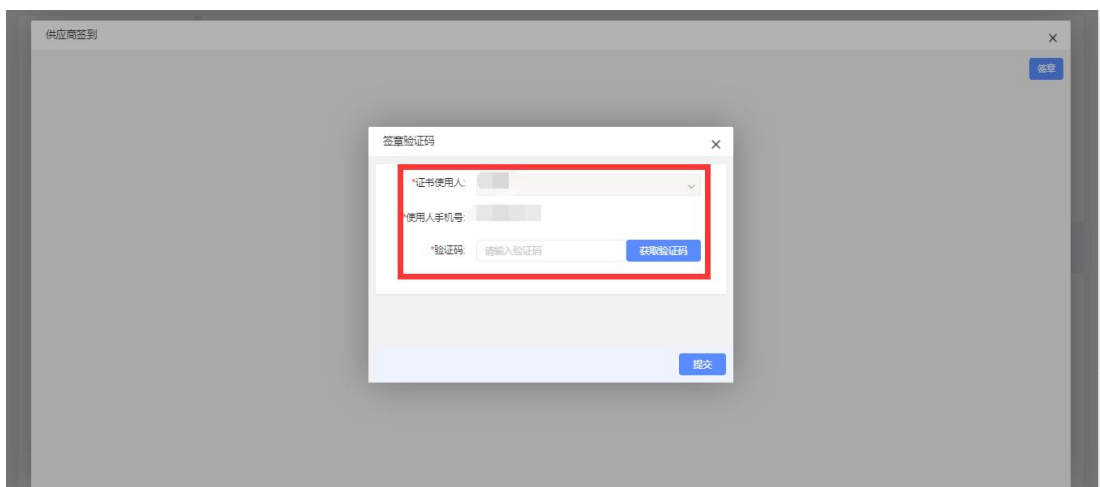 供应商签到
签章
签章验证码
*证书使用人:
*使用人手机号:
*验证码: 请输入验证码 获取验证码
提交